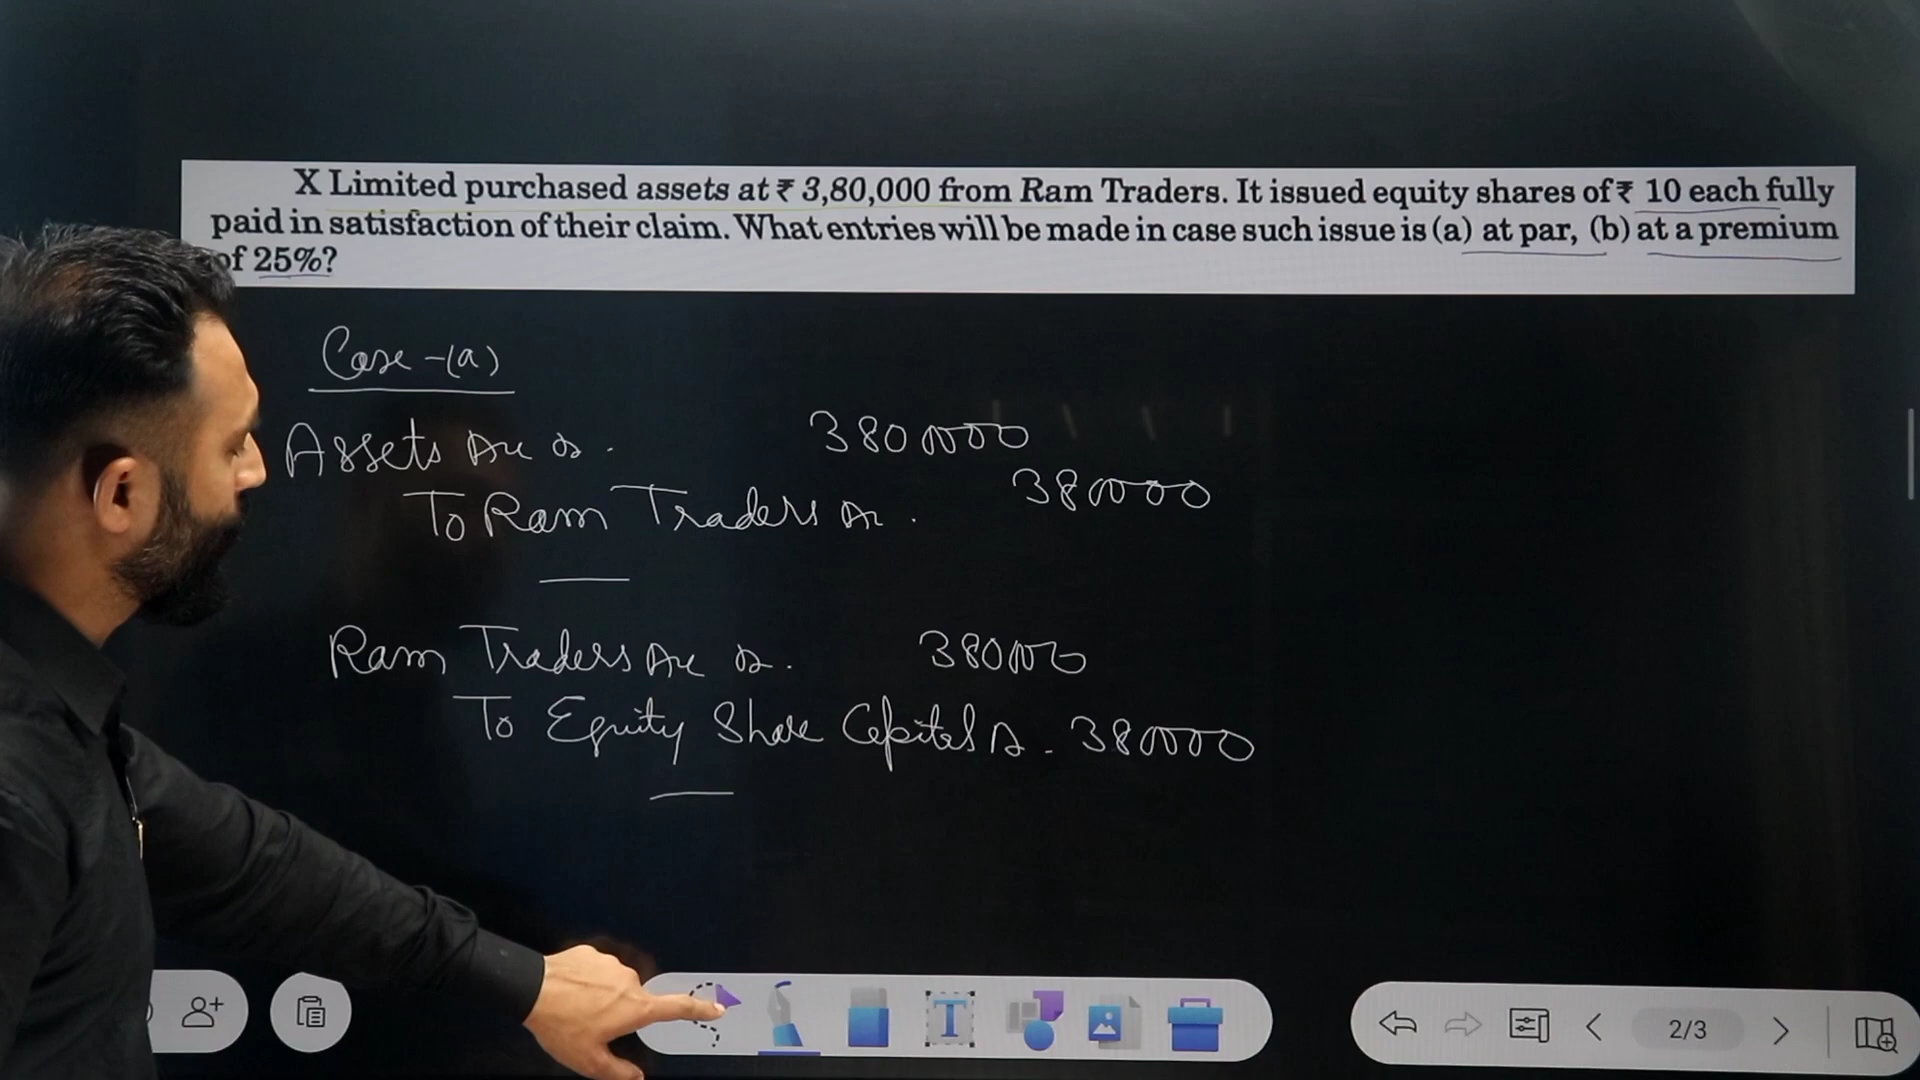 X Limited purchased assets at ₹ 3,80,000 from Ram Traders. It issued equity shares of ₹ 10 each fully
paid in satisfaction of their claim. What entries will be made in case such issue is (a) at par, (b) at a premium
of 25%?
Case-(a)
Assets A/c Dr. 380000
To Ram Traders A/c. 380000
Ram Traders A/c Dr. 380000
To Equity Share Capital A/c. 380000
T
2/3